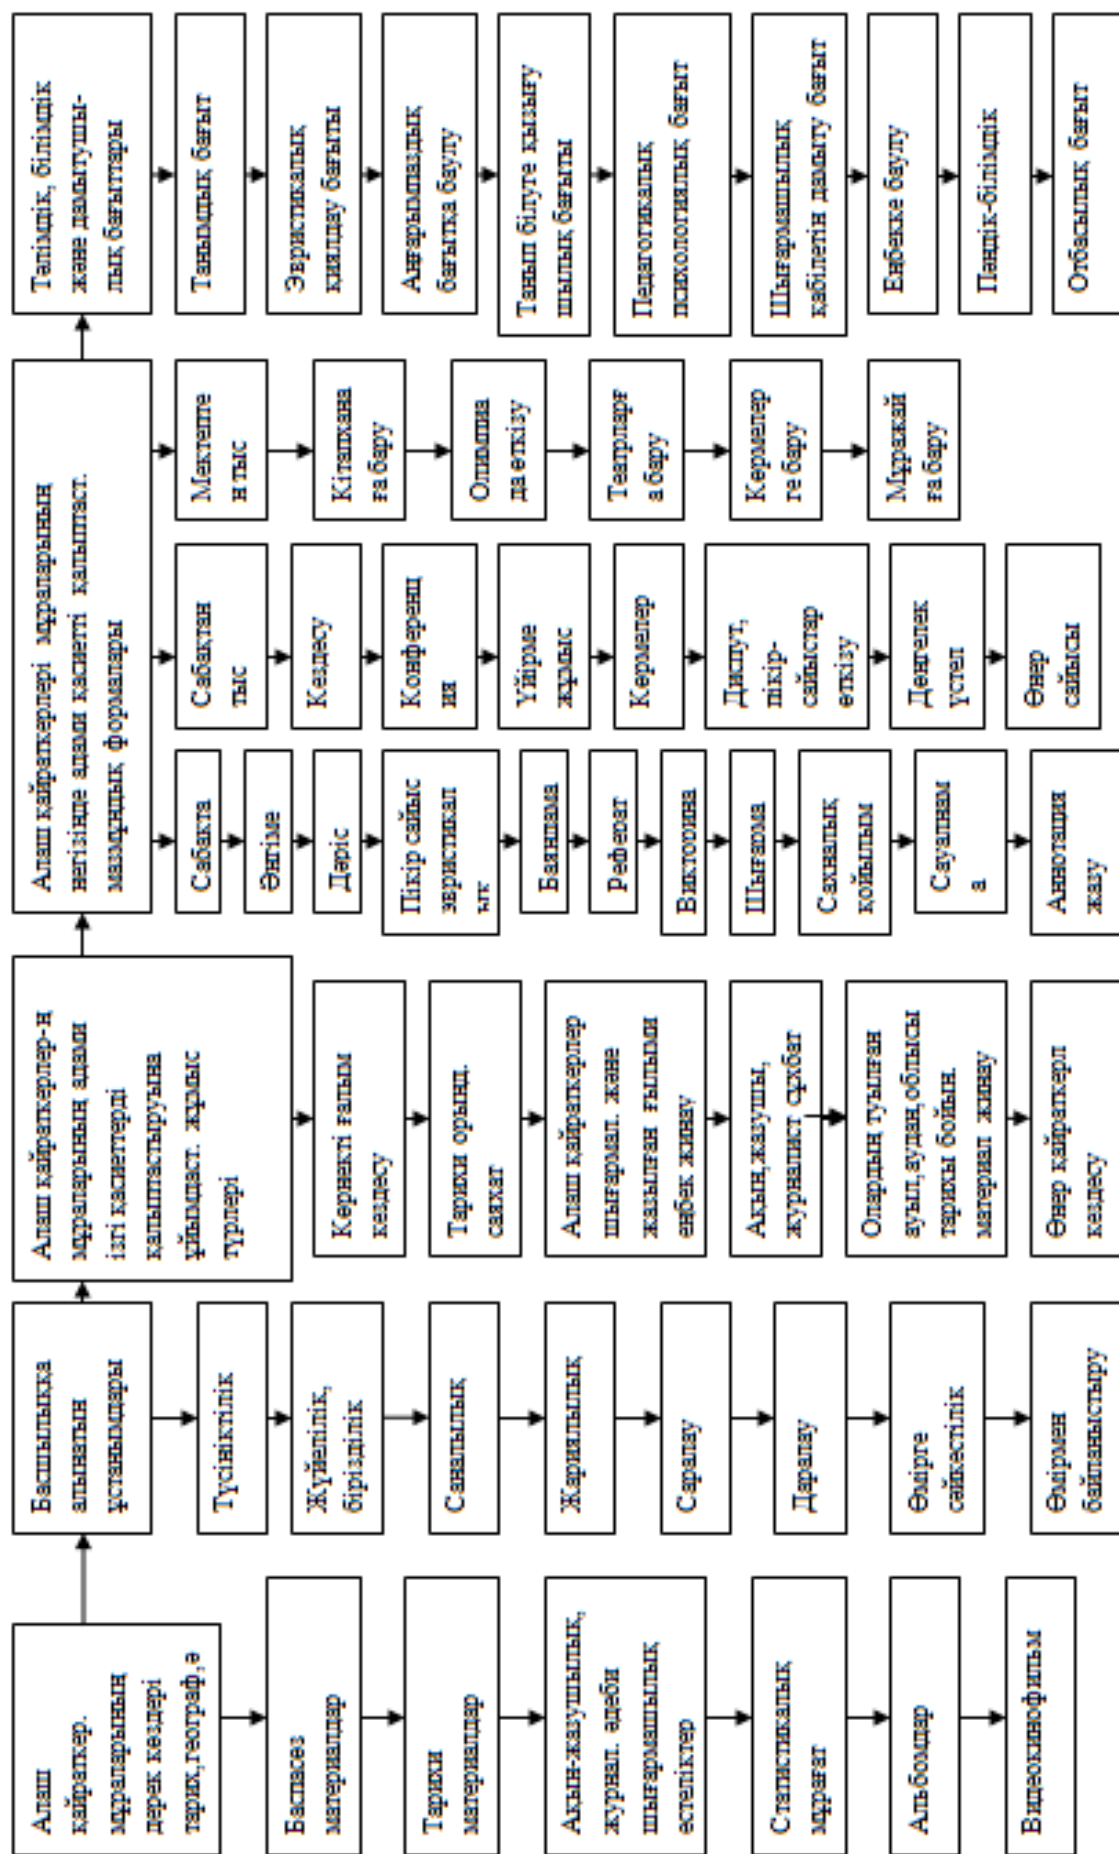 Алаш
қайраткер.
мұраларының
дерек көздері
тарих,географ,ә
Баспасөз
материалдар
Тарихи
материалдар
Ақын-жазушылық,
журнал. әдеби
шығармашылық
естеліктер
Статистикалық
мұрағат
Альбомдар
Видеокинофильм
Басшылыққа
алынатын
ұстанымдары
Түсініктілік
Жүйелілік,
бірізділік
Саналылық
Жариялылық
Саралау
Даралау
Өмірге
сәйкестілік
Өмірмен
байланыстыру
Алаш қайраткерлер-ң
мұраларының адами
ізгі қасиеттерді
қалыптастыруына
ұйымдаст. жұмыс
түрлері
Көрнекті ғалым
кездесу
Тарихи орынд.
саяхат
Алаш қайраткерлер
шығармал. және
жазылған ғылыми
еңбек жинау
Ақын,жазушы,
журналист сұхбат
Олардың туылған
ауыл,аудан,облысы
тарихы бойын.
материал жинау
Өнер қайраткерл
кездесу
Алаш қайраткерлері мұраларының
негізінде адами қасиетті қалыптаст.
мазмұндық формалары
Сабақта
Әңгіме
Дәріс
Пікір сайыс
эвристикал
ық
Баяндама
Реферат
Викторина
Шығарма
Сахналық
қойылым
Сауалнам
а
Аннотация
жазу
Сабақтан
тыс
Кездесу
Конференц
ия
Үйірме
жұмыс
Көрмелер
Диспут,
пікір-
сайыстар
өткізу
Дөңгелек
үстел
Өнер
сайысы
Мектепте
н тыс
Кітапхана
ға бару
Олимпиа
да өткізу
Театрларғ
а бару
Көрмелер
ге бару
Мұражай
ға бару
Тәлімдік, білімдік
және дамытушы-
лық бағыттары
Танымдық бағыт
Эвристикалық
қиялдау бағыты
Аңғарымпаздық
бағытқа баулу
Танып білуге қызығу
шылық бағыты
Педагогикалық
психологиялық бағыт
Шығармашылық
қабілетін дамыту бағыт
Еңбекке баулу
Пәндік-білімдік
Отбасылық бағыт